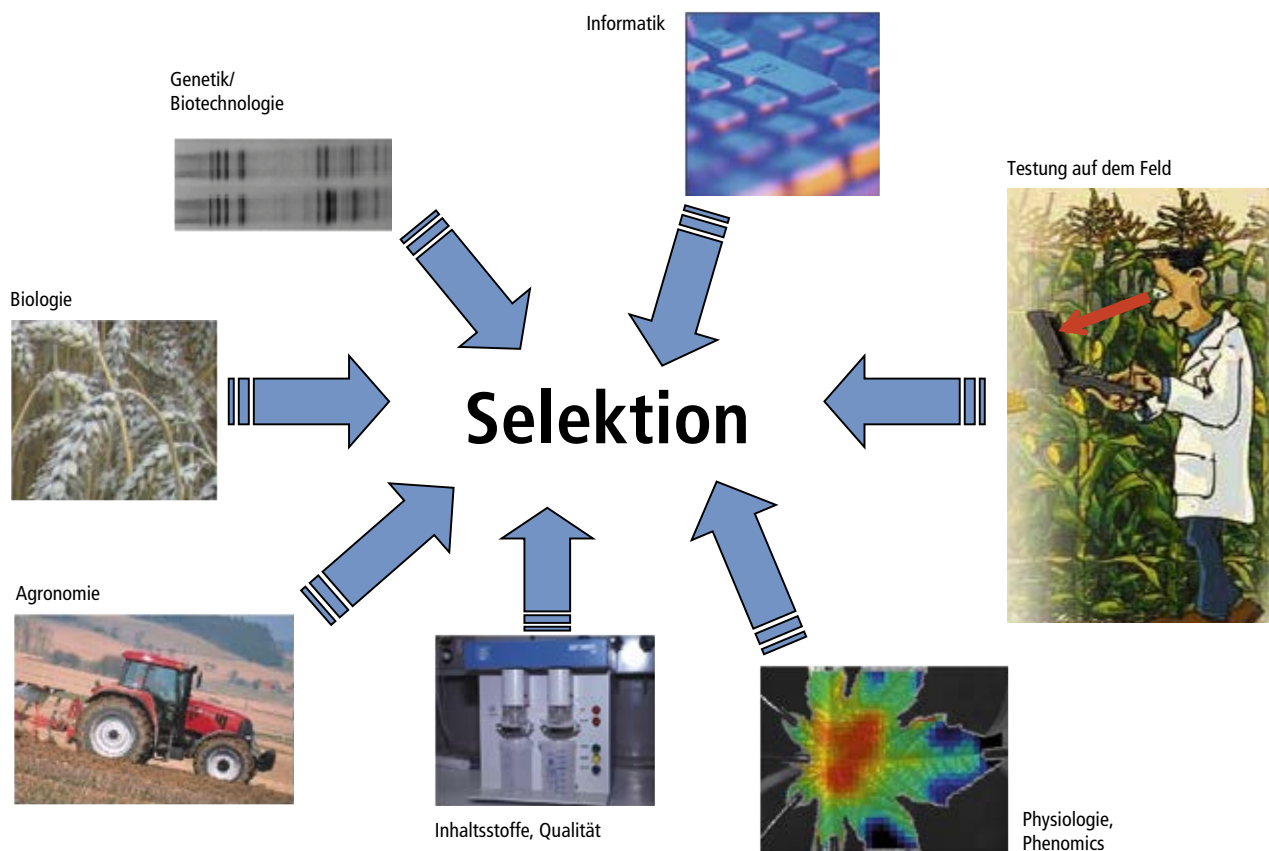 Informatik
Genetik/
Biotechnologie
Testung auf dem Feld
Biologie
Selektion
Agronomie
Inhaltsstoffe, Qualität
Physiologie,
Phenomics